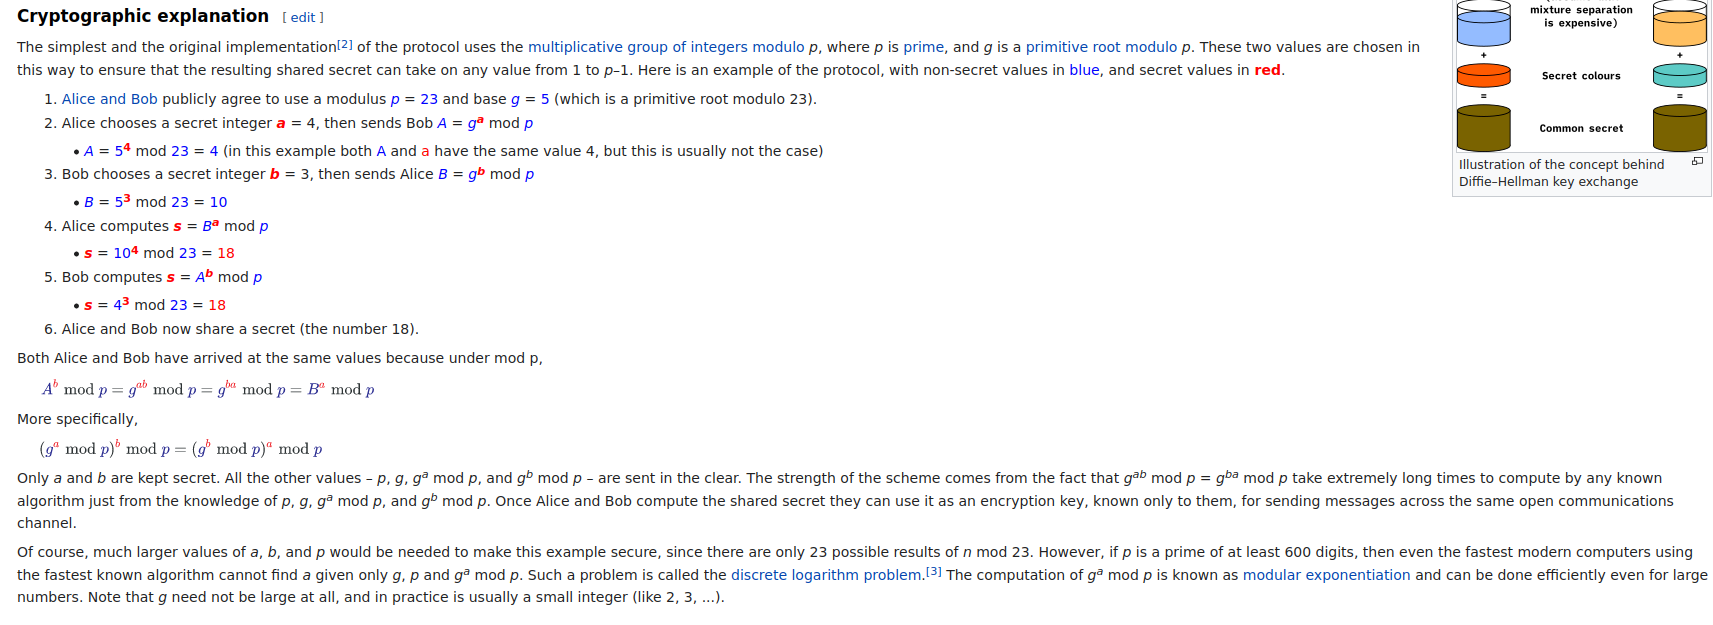 Cryptographic explanation [ edit ]
The simplest and the original implementation[2] of the protocol uses the multiplicative group of integers modulo p, where p is prime, and g is a primitive root modulo p. These two values are chosen in
this way to ensure that the resulting shared secret can take on any value from 1 to p–1. Here is an example of the protocol, with non-secret values in blue, and secret values in red.
1. Alice and Bob publicly agree to use a modulus p = 23 and base g = 5 (which is a primitive root modulo 23).
2. Alice chooses a secret integer a = 4, then sends Bob A = g^a mod p
• A = 5^4 mod 23 = 4 (in this example both A and a have the same value 4, but this is usually not the case)
3. Bob chooses a secret integer b = 3, then sends Alice B = g^b mod p
• B = 5^3 mod 23 = 10
4. Alice computes s = B^a mod p
• s = 10^4 mod 23 = 18
5. Bob computes s = A^b mod p
• s = 4^3 mod 23 = 18
6. Alice and Bob now share a secret (the number 18).
Both Alice and Bob have arrived at the same values because under mod p,
A^b mod p = g^ab mod p = g^ba mod p = B^a mod p
More specifically,
(g^a mod p)^b mod p = (g^b mod p)^a mod p
Only a and b are kept secret. All the other values – p, g, g^a mod p, and g^b mod p – are sent in the clear. The strength of the scheme comes from the fact that g^ab mod p = g^ba mod p take extremely long times to compute by any known
algorithm just from the knowledge of p, g, g^a mod p, and g^b mod p. Once Alice and Bob compute the shared secret they can use it as an encryption key, known only to them, for sending messages across the same open communications
channel.
Of course, much larger values of a, b, and p would be needed to make this example secure, since there are only 23 possible results of n mod 23. However, if p is a prime of at least 600 digits, then even the fastest modern computers using
the fastest known algorithm cannot find a given only g, p and g^a mod p. Such a problem is called the discrete logarithm problem.[3] The computation of g^a mod p is known as modular exponentiation and can be done efficiently even for large
numbers. Note that g need not be large at all, and in practice is usually a small integer (like 2, 3, ...).
mixture separation
is expensive)
+ +
Secret colours
= =
Common secret
Illustration of the concept behind
Diffie–Hellman key exchange